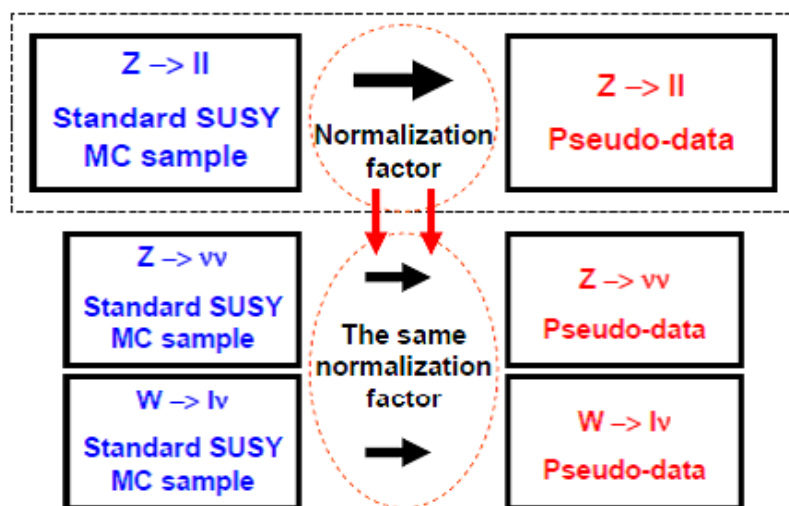 Z –> ll
Standard SUSY
MC sample
Normalization
factor
Z –> ll
Pseudo-data
Z –> νν
Standard SUSY
MC sample
The same
normalization
factor
Z –> νν
Pseudo-data
W –> lν
Standard SUSY
MC sample
W –> lν
Pseudo-data